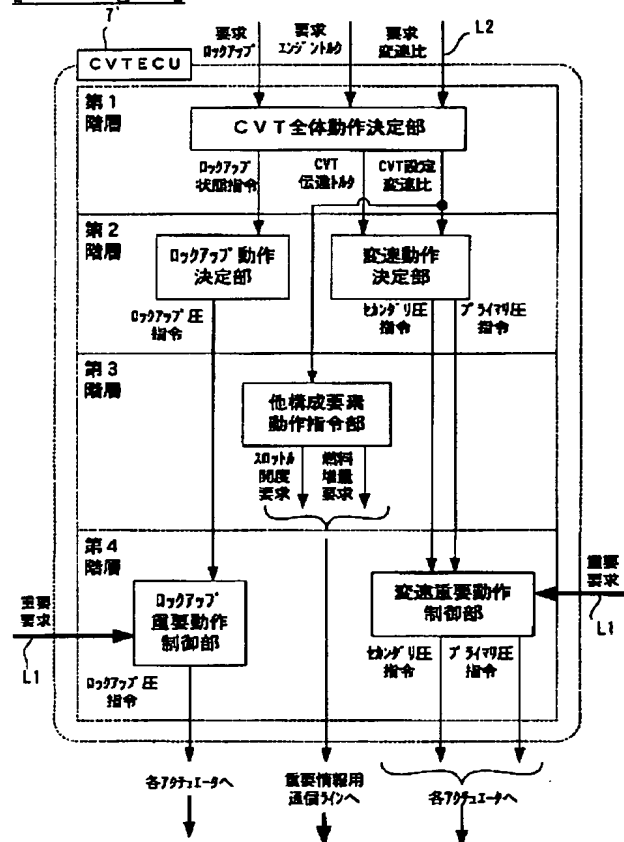 7'
CVTECU
要求
ロックアップ
要求
エンジントルク
要求
変速比
L2
第1
階層
CVT全体動作決定部
ロックアップ
状態指令
CVT
伝達トルク
CVT設定
変速比
第2
階層
ロックアップ動作
決定部
変速動作
決定部
ロックアップ圧
指令
セカンダリ圧
指令
プライマリ圧
指令
第3
階層
他構成要素
動作指令部
スロットル
開度
要求
燃料
増量
要求
第4
階層
重要
要求
L1
ロックアップ
重要動作
制御部
変速重要動作
制御部
重要
要求
L1
ロックアップ圧
指令
セカンダリ圧
指令
プライマリ圧
指令
各アクチュエータへ
重要情報用
通信ラインへ
各アクチュエータへ